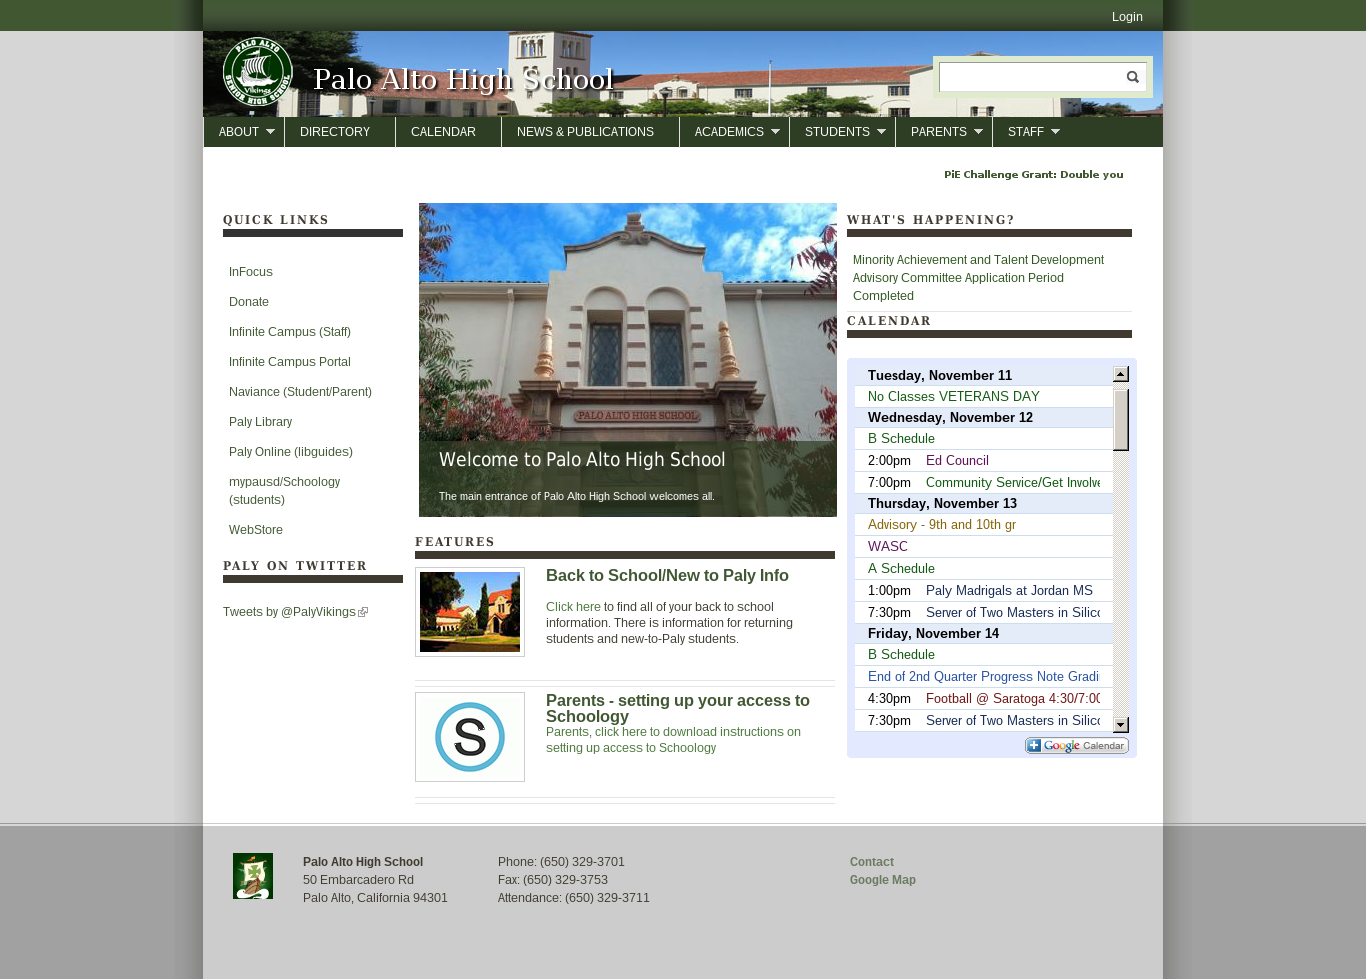 Login
PALO ALTO
Vikings
SENIOR HIGH SCHOOL
Palo Alto High School
ABOUT
DIRECTORY
CALENDAR
NEWS & PUBLICATIONS
ACADEMICS
STUDENTS
PARENTS
STAFF
PiE Challenge Grant: Double you
QUICK LINKS
InFocus
Donate
Infinite Campus (Staff)
Infinite Campus Portal
Naviance (Student/Parent)
Paly Library
Paly Online (libguides)
mypausd/Schoology
(students)
WebStore
PALY ON TWITTER
Tweets by @PalyVikings
PALO ALTO HIGH SCHOOL
Welcome to Palo Alto High School
The main entrance of Palo Alto High School welcomes all.
FEATURES
Back to School/New to Paly Info
Click here to find all of your back to school
information. There is information for returning
students and new-to-Paly students.
S
Parents - setting up your access to
Schoology
Parents, click here to download instructions on
setting up access to Schoology
WHAT'S HAPPENING?
Minority Achievement and Talent Development
Advisory Committee Application Period
Completed
CALENDAR
Tuesday, November 11
No Classes VETERANS DAY
Wednesday, November 12
B Schedule
2:00pm Ed Council
7:00pm Community Service/Get Involve
Thursday, November 13
Advisory - 9th and 10th gr
WASC
A Schedule
1:00pm Paly Madrigals at Jordan MS
7:30pm Server of Two Masters in Silico
Friday, November 14
B Schedule
End of 2nd Quarter Progress Note Gradi
4:30pm Football @ Saratoga 4:30/7:00
7:30pm Server of Two Masters in Silico
Google Calendar
Palo Alto High School
50 Embarcadero Rd
Palo Alto, California 94301
Phone: (650) 329-3701
Fax: (650) 329-3753
Attendance: (650) 329-3711
Contact
Google Map